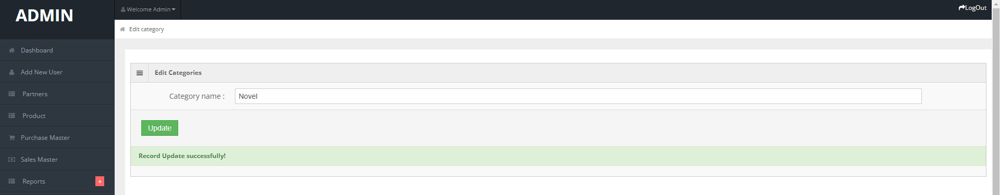 ADMIN
Welcome Admin
LogOut
Edit category
Dashboard
Add New User
Partners
Product
Purchase Master
Sales Master
Reports +
Edit Categories
Category name : Novel
Update
Record Update successfully!